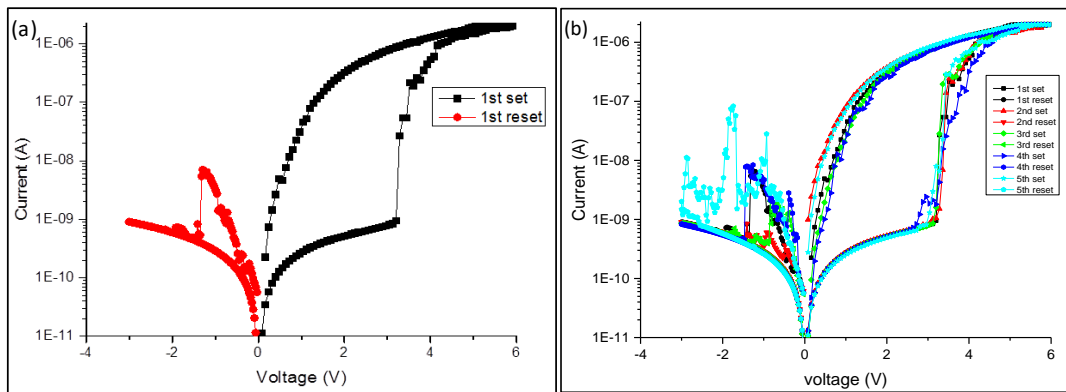 (a)
1E-06
1E-07
1E-08
1E-09
1E-10
1E-11
Current (A)
-4
-2
0
2
4
6
Voltage (V)
1st set
1st reset
(b)
1E-06
1E-07
1E-08
1E-09
1E-10
1E-11
Current (A)
-4
-2
0
2
4
6
voltage (V)
1st set
1st reset
2nd set
2nd reset
3rd set
3rd reset
4th set
4th reset
5th set
5th reset